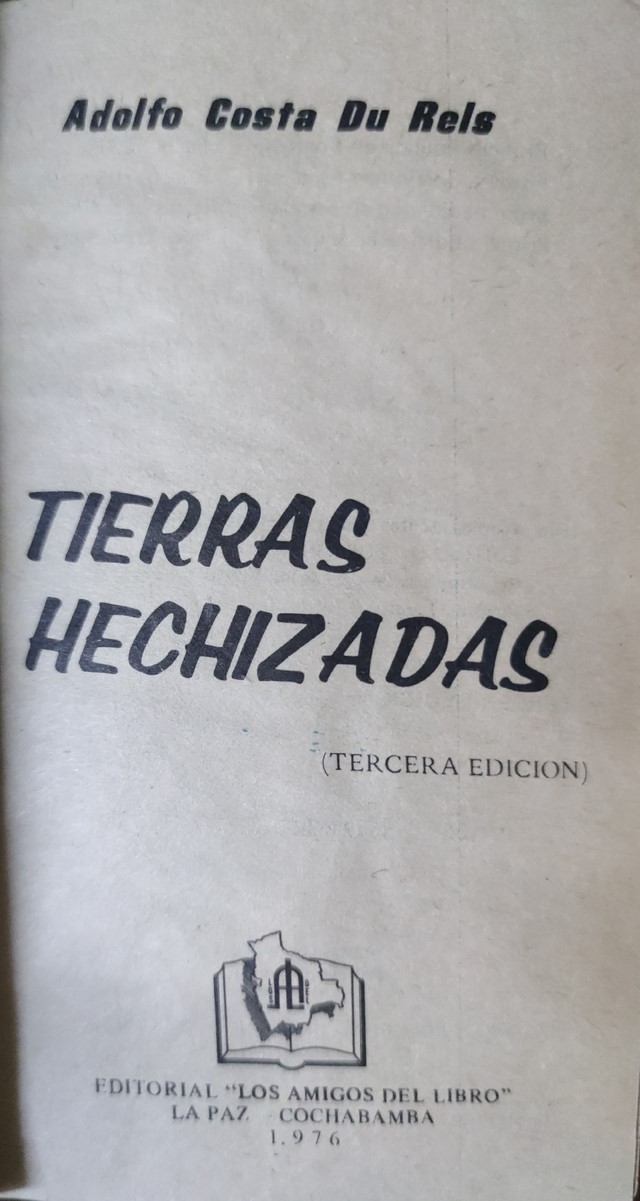 Adolfo Costa Du Rels
TIERRAS
HECHIZADAS
(TERCERA EDICION)
EDITORIAL "LOS AMIGOS DEL LIBRO"
LA PAZ - COCHABAMBA
1.976